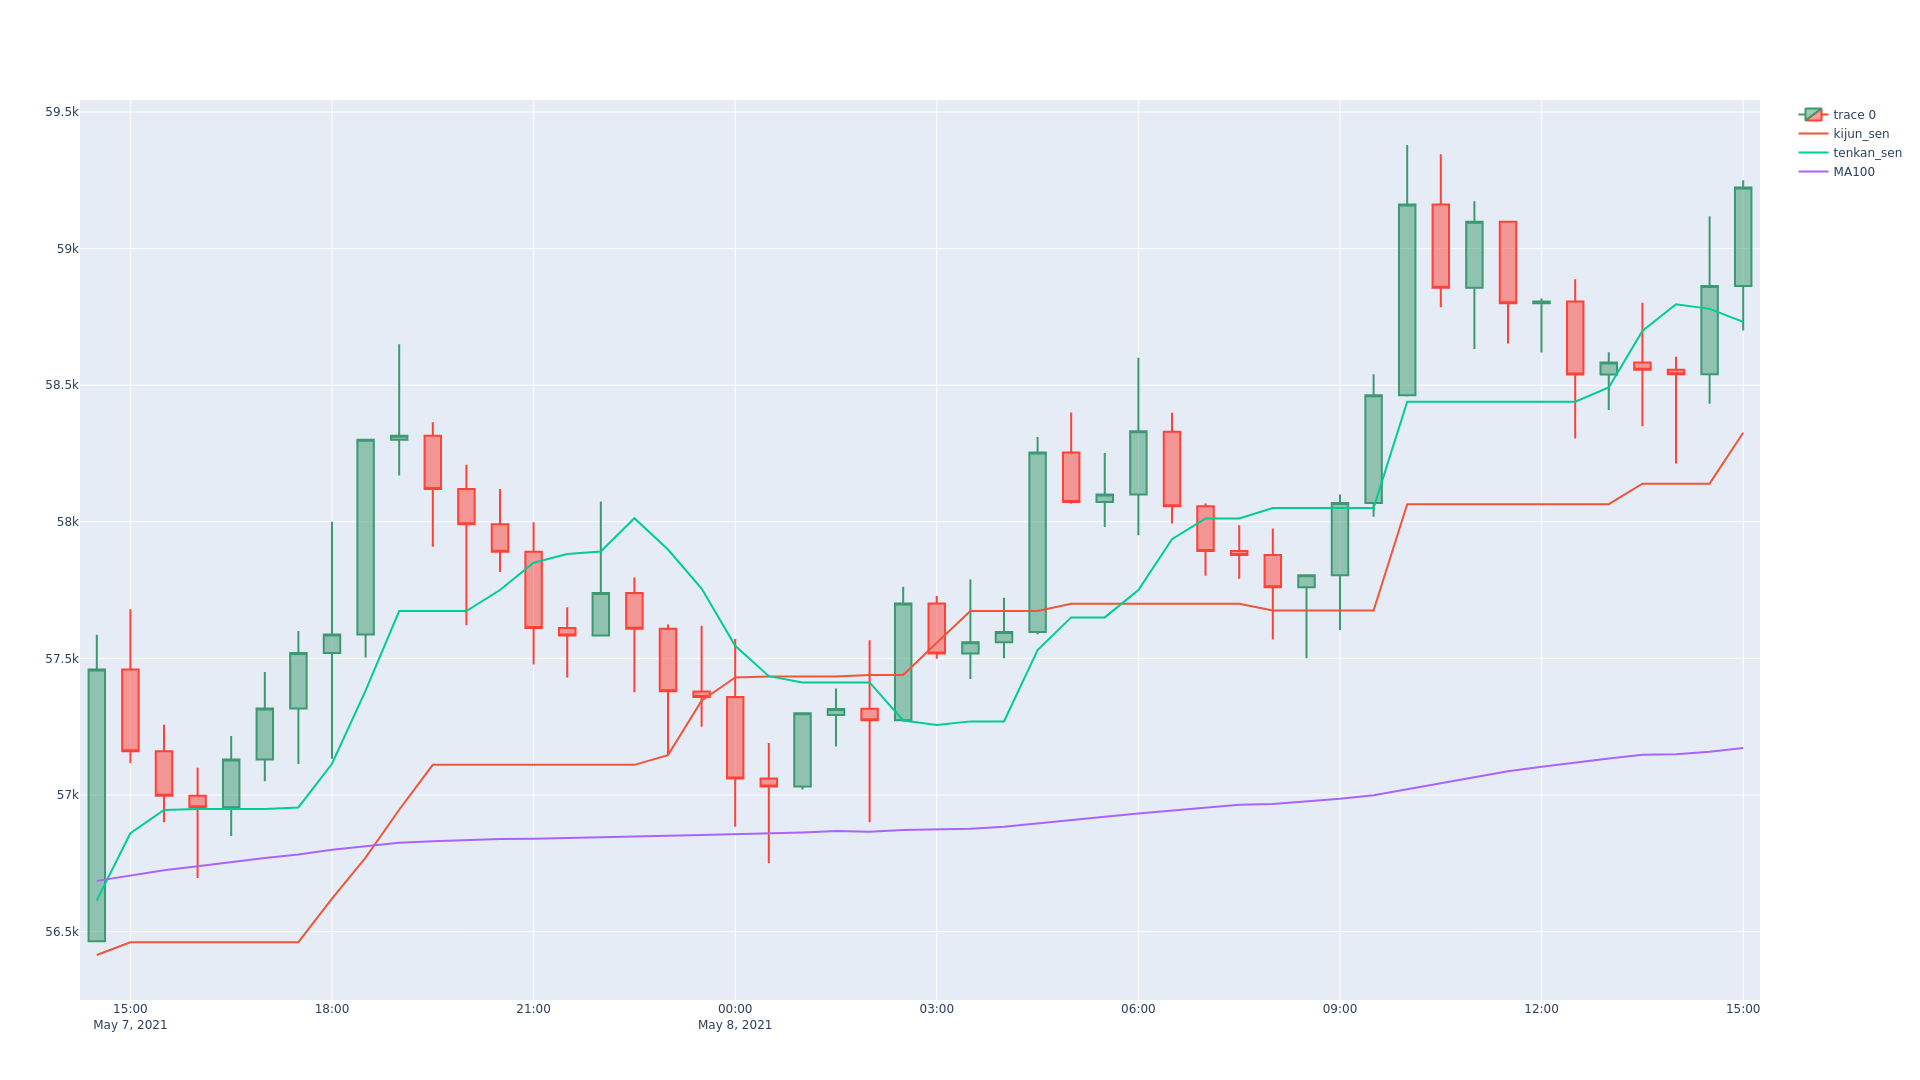 59.5k
59k
58.5k
58k
57.5k
57k
56.5k
15:00 18:00 21:00 00:00 03:00 06:00 09:00 12:00 15:00
May 7, 2021 May 8, 2021
trace 0
kijun_sen
tenkan_sen
MA100